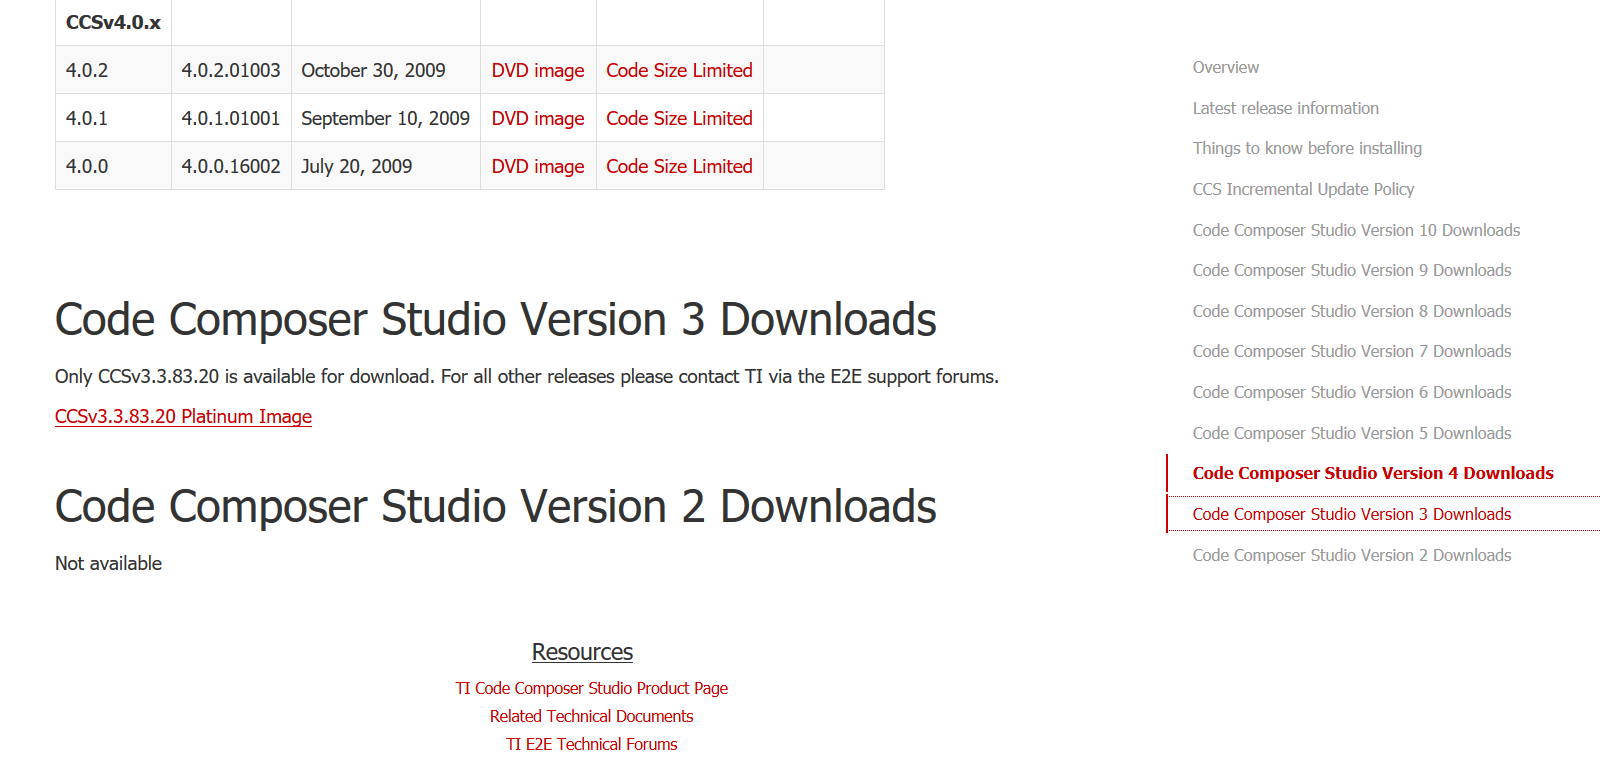 CCSv4.0.x
4.0.2 4.0.2.01003 October 30, 2009 DVD image Code Size Limited
4.0.1 4.0.1.01001 September 10, 2009 DVD image Code Size Limited
4.0.0 4.0.0.16002 July 20, 2009 DVD image Code Size Limited
Code Composer Studio Version 3 Downloads
Only CCSv3.3.83.20 is available for download. For all other releases please contact TI via the E2E support forums.
CCSv3.3.83.20 Platinum Image
Code Composer Studio Version 2 Downloads
Not available
Resources
TI Code Composer Studio Product Page
Related Technical Documents
TI E2E Technical Forums
Overview
Latest release information
Things to know before installing
CCS Incremental Update Policy
Code Composer Studio Version 10 Downloads
Code Composer Studio Version 9 Downloads
Code Composer Studio Version 8 Downloads
Code Composer Studio Version 7 Downloads
Code Composer Studio Version 6 Downloads
Code Composer Studio Version 5 Downloads
Code Composer Studio Version 4 Downloads
Code Composer Studio Version 3 Downloads
Code Composer Studio Version 2 Downloads